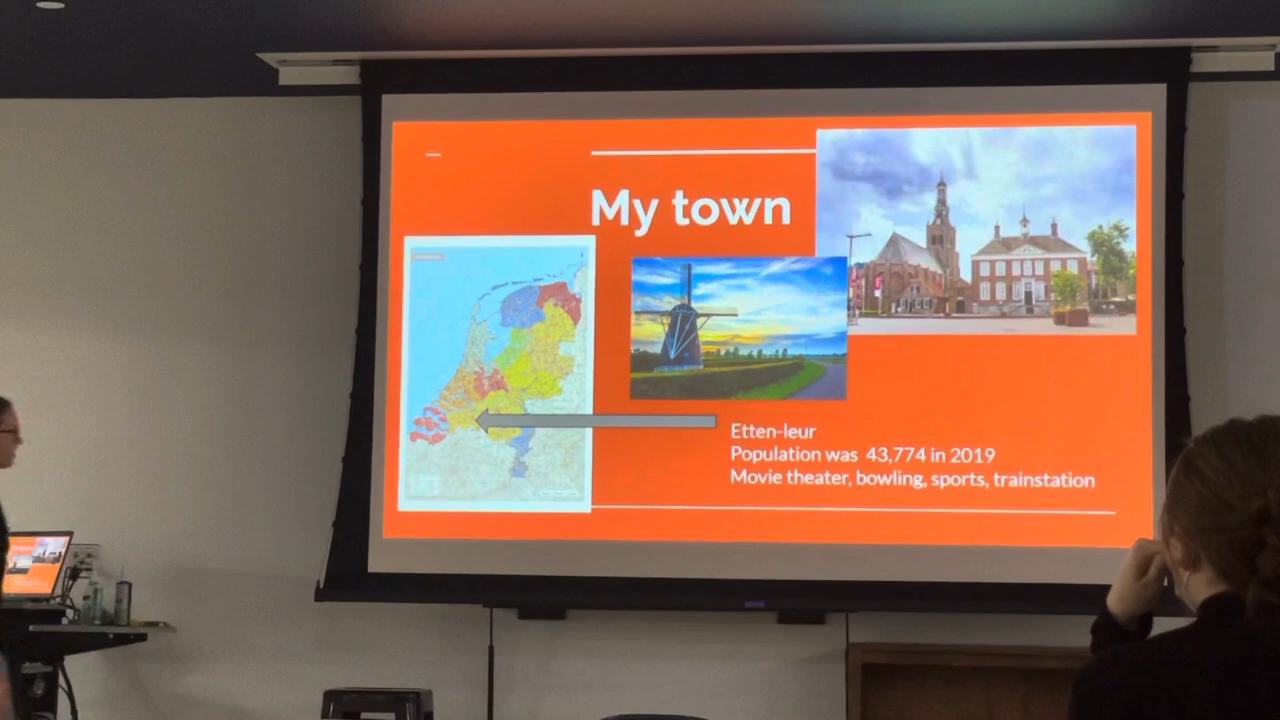 My town
Etten-leur
Population was 43,774 in 2019
Movie theater, bowling, sports, trainstation